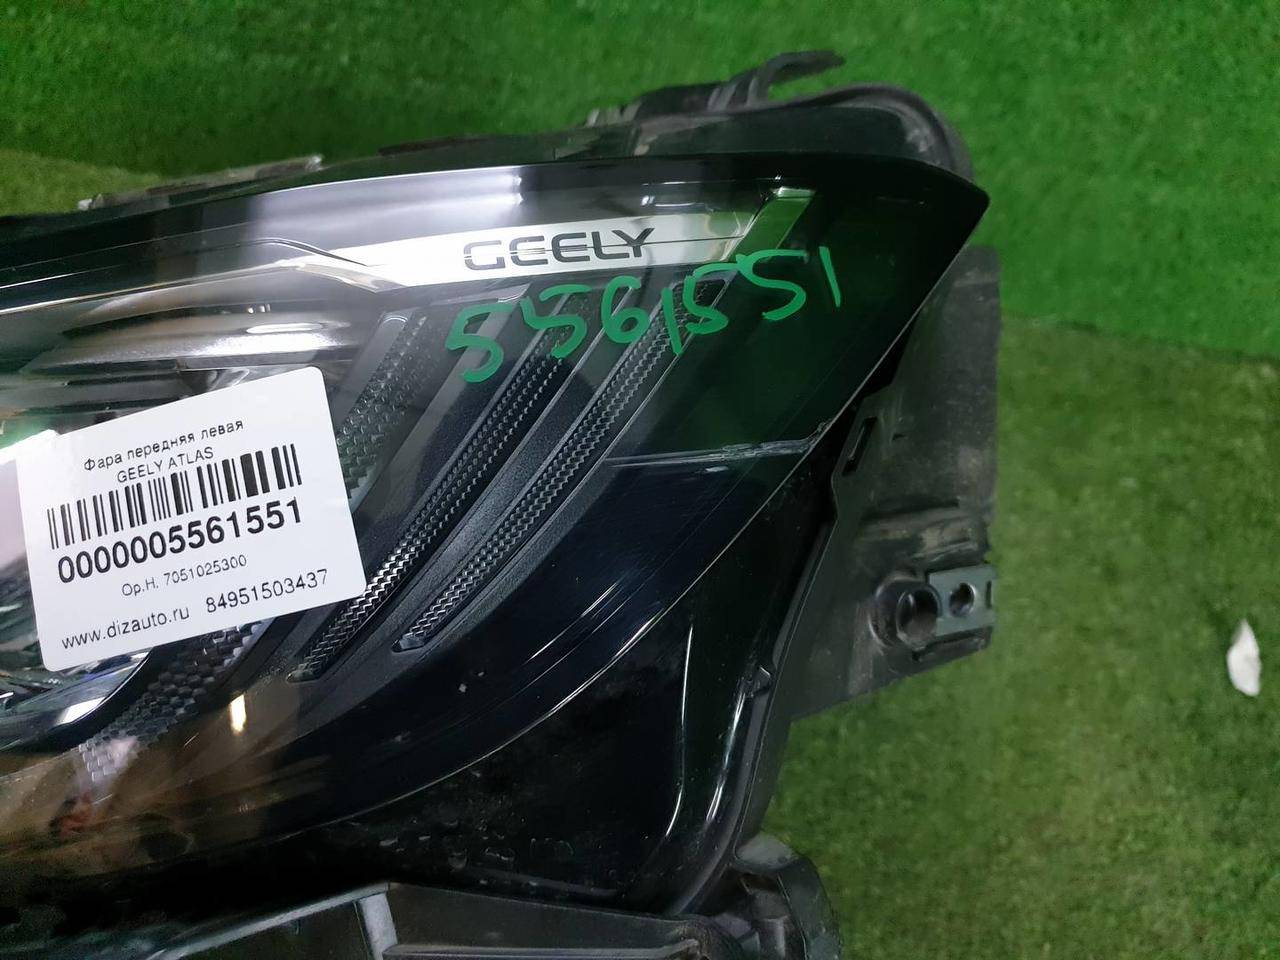 GEELY
5561551
Фара передняя левая
GEELY ATLAS
0000005561551
Ор.Н. 7051025300
www.dizauto.ru 84951503437